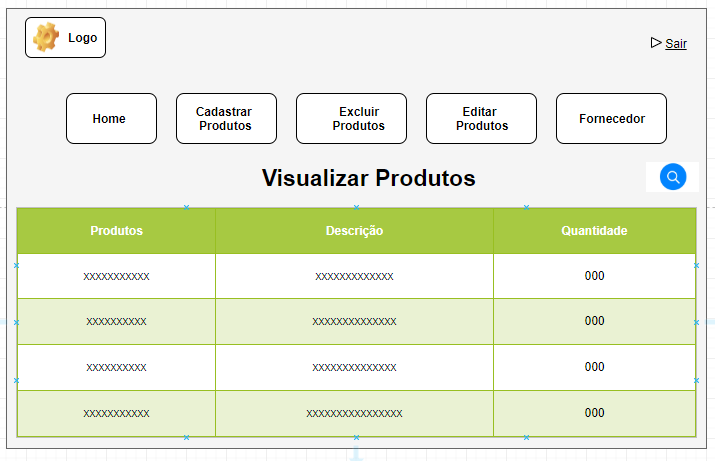 Logo
Sair
Home
Cadastrar
Produtos
Excluir
Produtos
Editar
Produtos
Fornecedor
Visualizar Produtos
Produtos Descrição Quantidade
xxxxxxxxxxx xxxxxxxxxxxxx 000
xxxxxxxxxx xxxxxxxxxxxxxx 000
xxxxxxxxxx xxxxxxxxxxxxxx 000
xxxxxxxxxxx xxxxxxxxxxxxxxxx 000